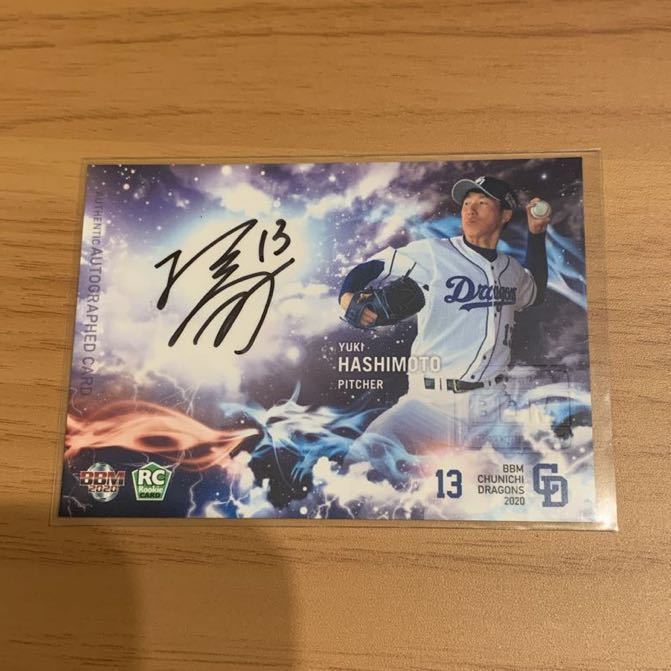 AUTHENTIC AUTOGRAPHED CARD
13
Dragons
YUKI
HASHIMOTO
PITCHER
BBM
2020
RC
Rookie
CARD
13
BBM
CHUNICHI
DRAGONS
2020
CD